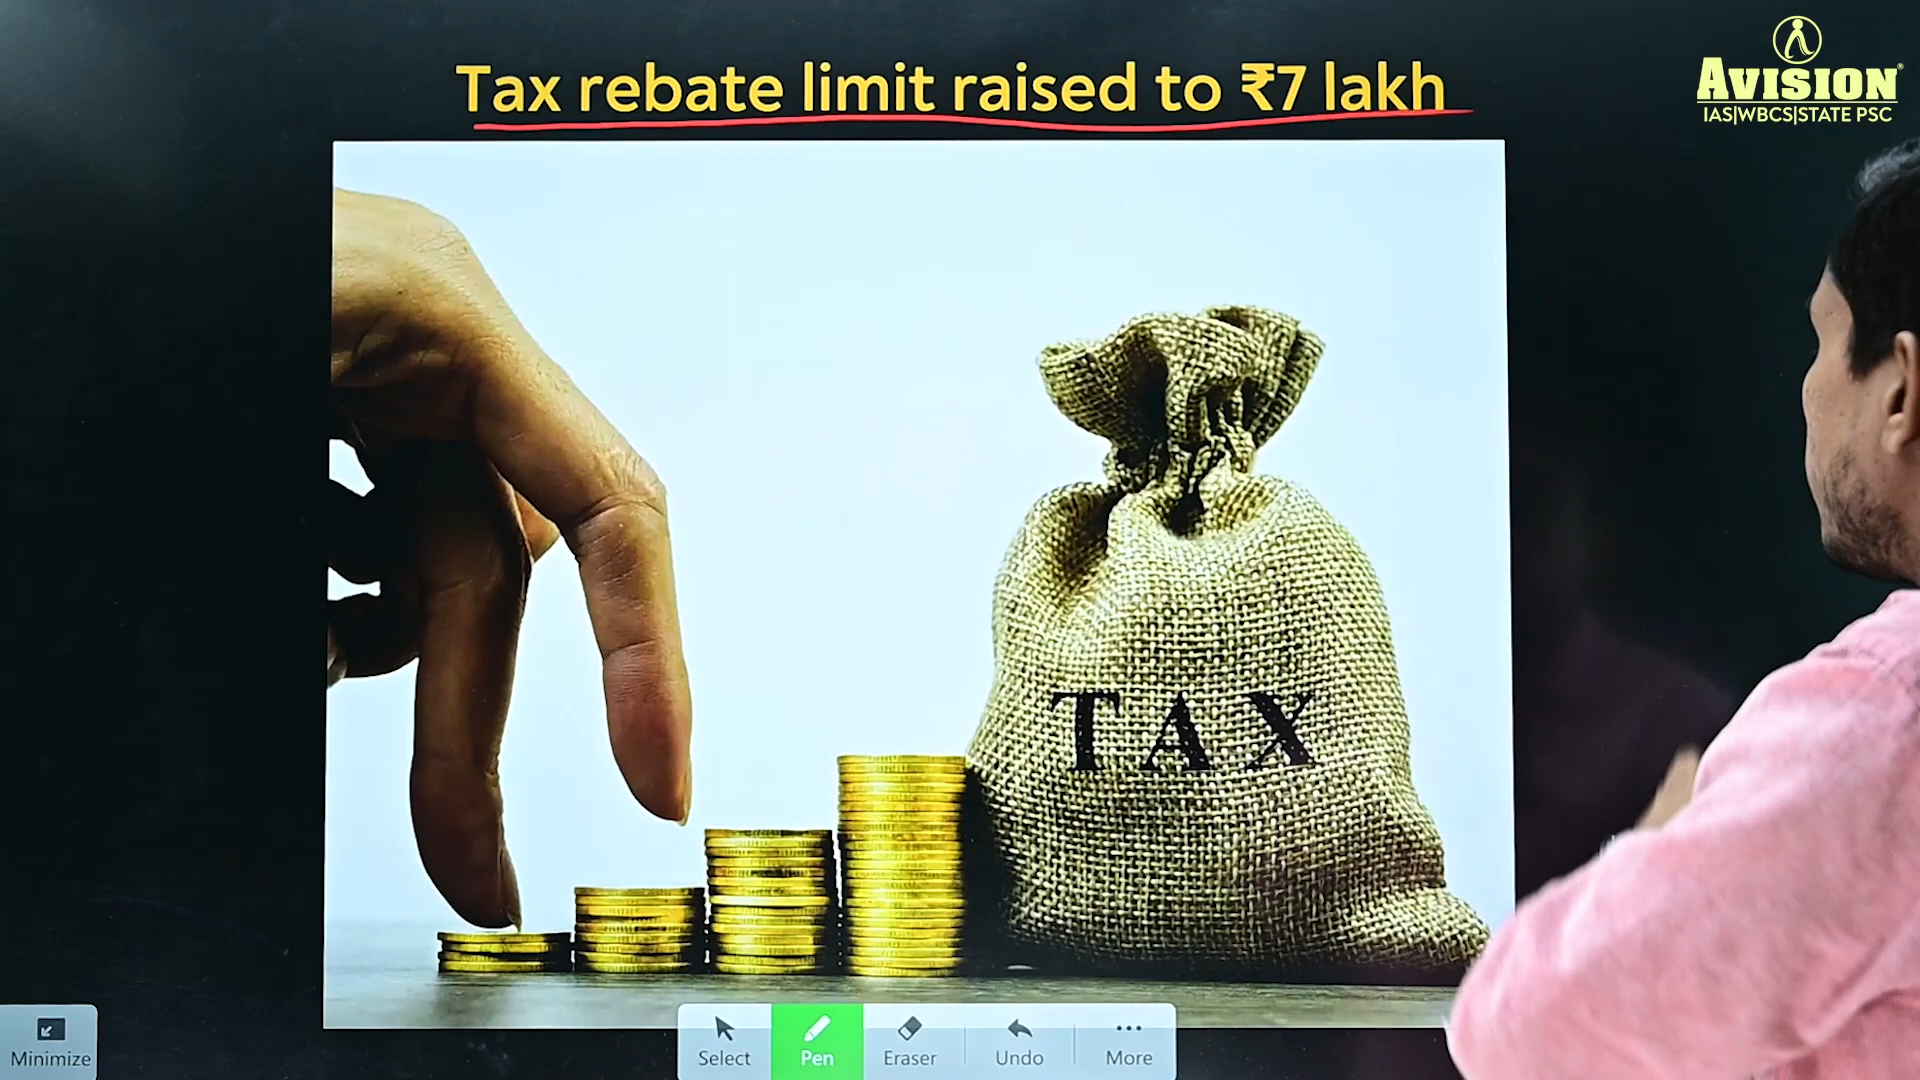 Tax rebate limit raised to ₹7 lakh
AVISION
IAS|WBCS|STATE PSC
TAX
Minimize
Select
Pen
Eraser
Undo
More